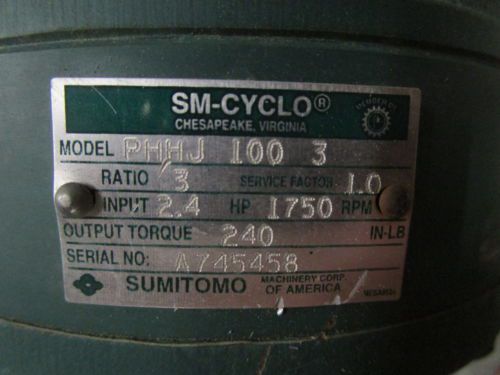 SM-CYCLO®
CHESAPEAKE, VIRGINIA
MODEL PHHJ 100 3
RATIO 3 SERVICE FACTOR 1.0
INPUT 2.4 HP 1750 RPM
OUTPUT TORQUE 240 IN-LB
SERIAL NO: A745458
SUMITOMO MACHINERY CORP. OF AMERICA